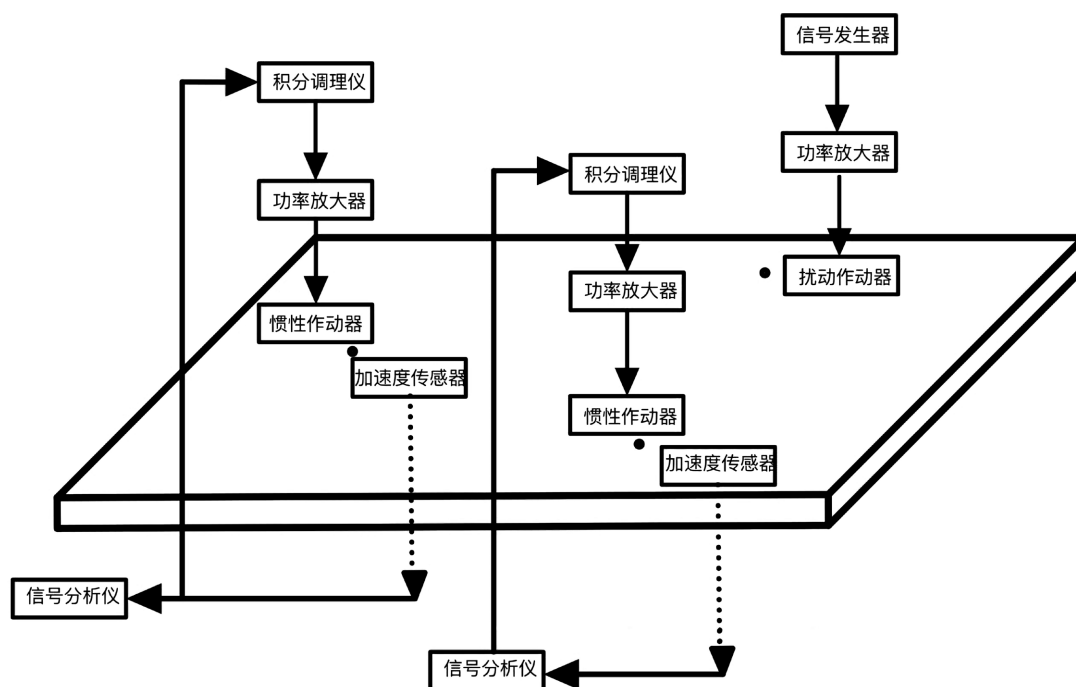 信号发生器
积分调理仪
功率放大器
积分调理仪
功率放大器
扰动作动器
功率放大器
惯性作动器
加速度传感器
惯性作动器
加速度传感器
信号分析仪
信号分析仪